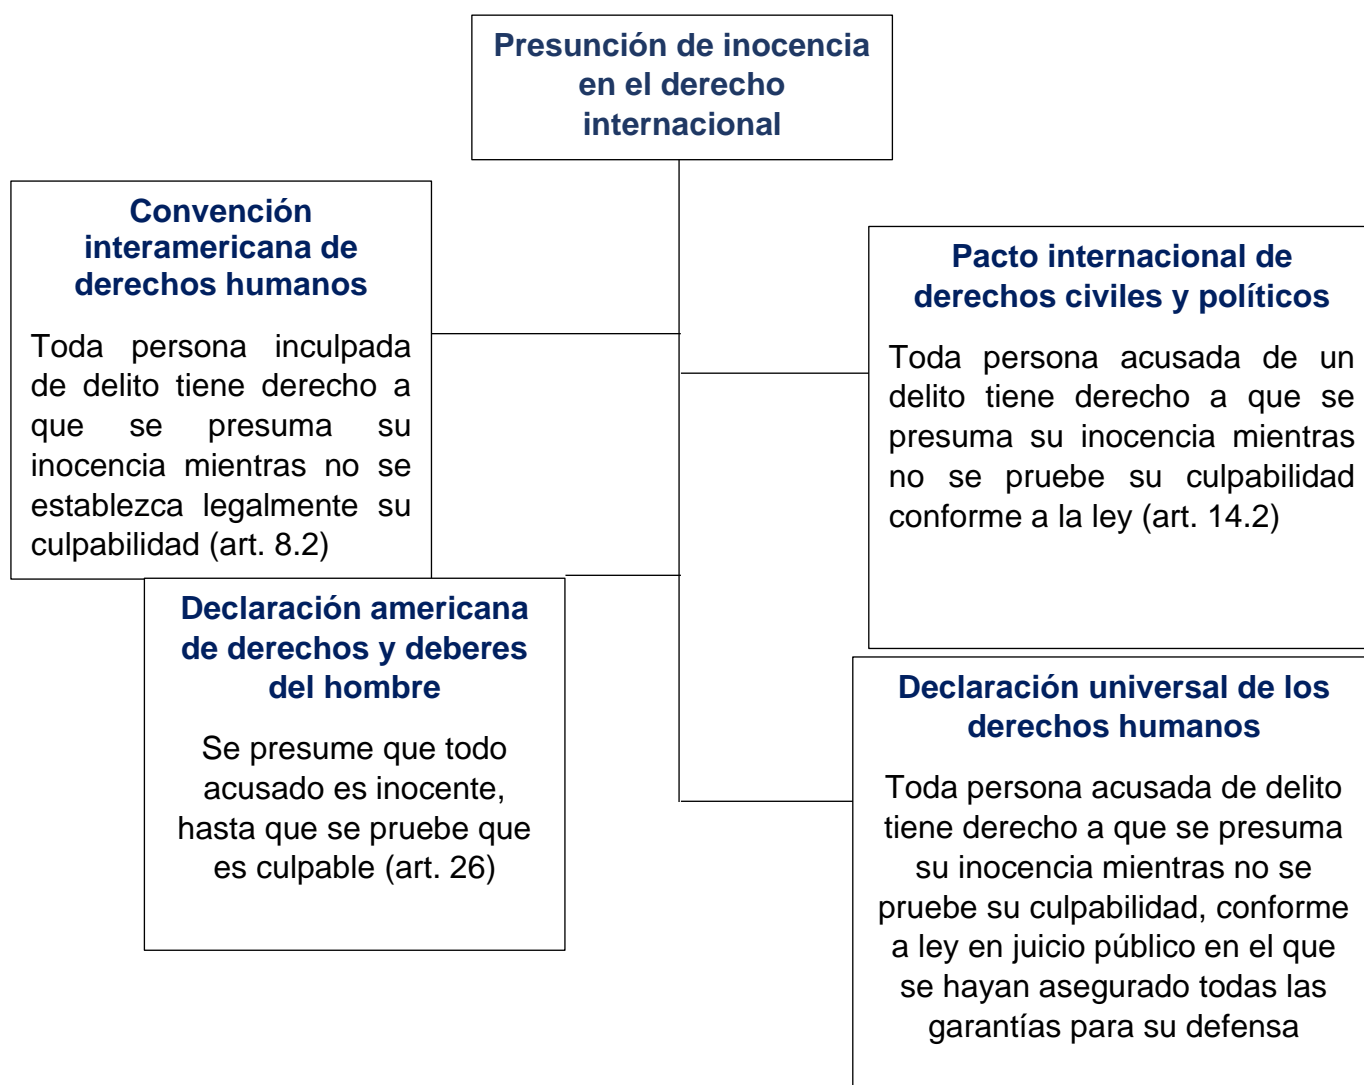 Presunción de inocencia
en el derecho
internacional
Convención
interamericana de
derechos humanos
Toda persona inculpada
de delito tiene derecho a
que se presuma su
inocencia mientras no se
establezca legalmente su
culpabilidad (art. 8.2)
Pacto internacional de
derechos civiles y políticos
Toda persona acusada de un
delito tiene derecho a que se
presuma su inocencia mientras
no se pruebe su culpabilidad
conforme a la ley (art. 14.2)
Declaración americana
de derechos y deberes
del hombre
Se presume que todo
acusado es inocente,
hasta que se pruebe que
es culpable (art. 26)
Declaración universal de los
derechos humanos
Toda persona acusada de delito
tiene derecho a que se presuma
su inocencia mientras no se
pruebe su culpabilidad, conforme
a ley en juicio público en el que
se hayan asegurado todas las
garantías para su defensa